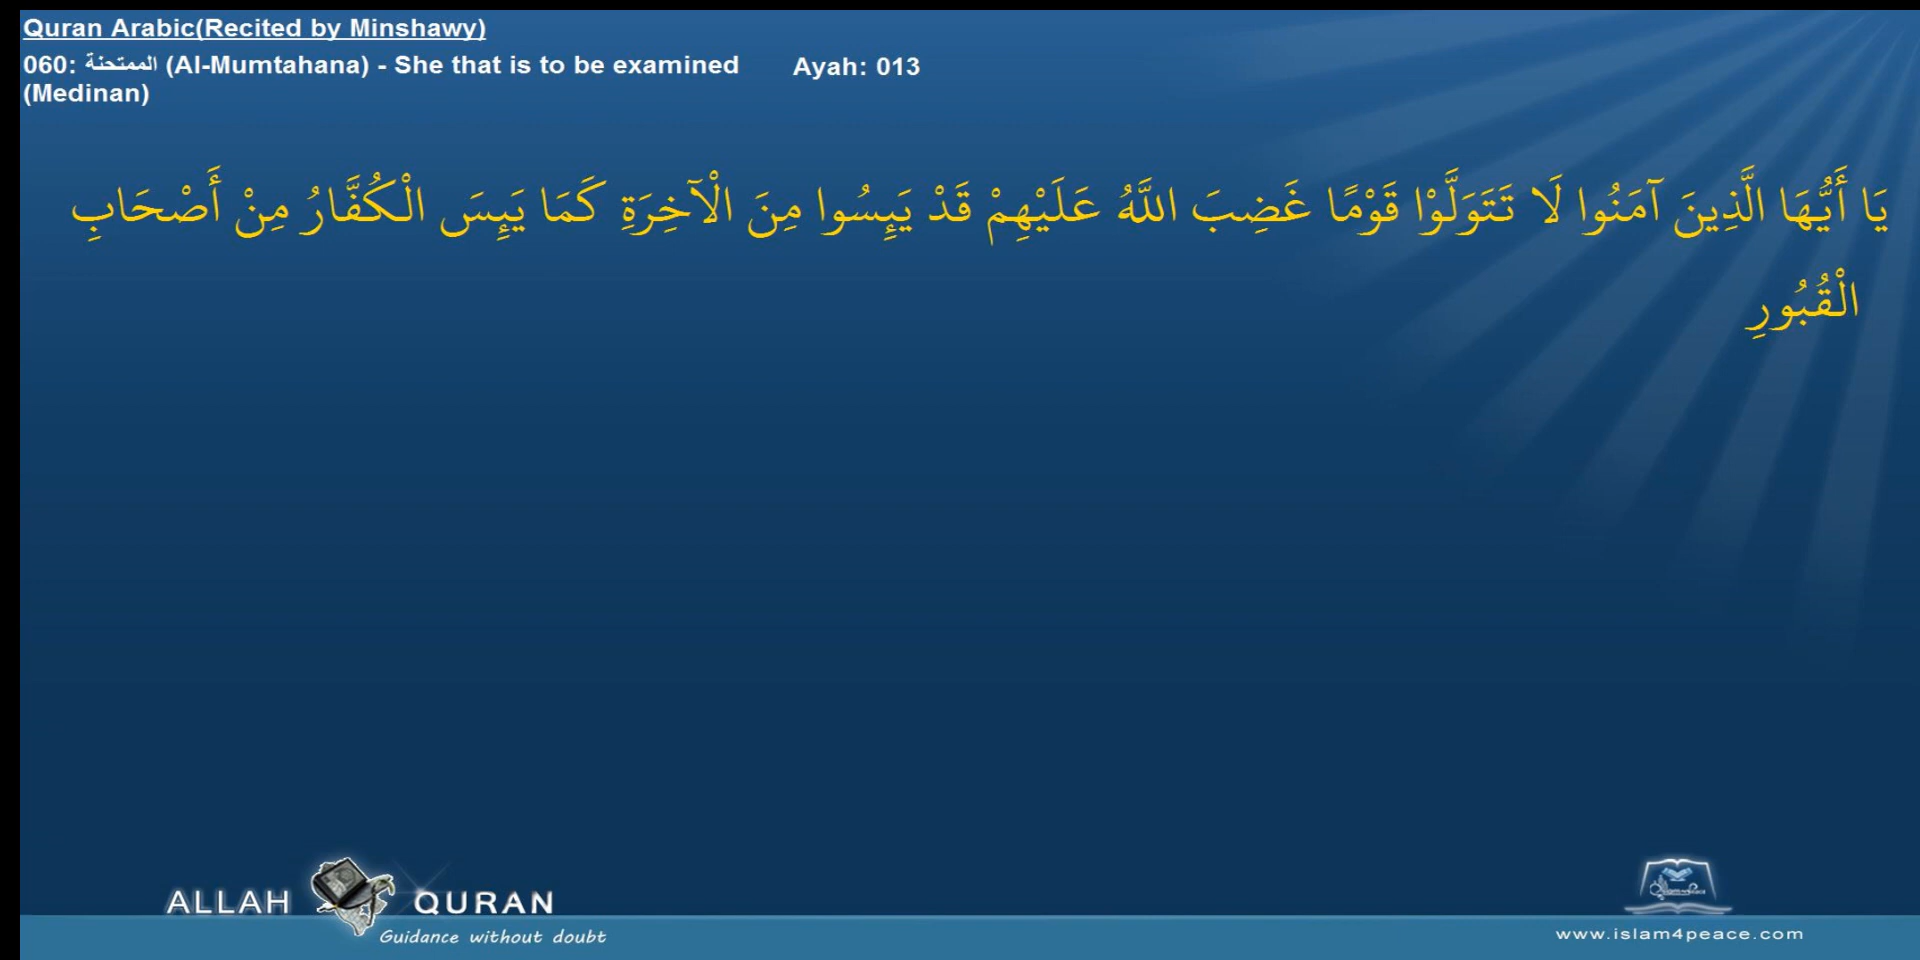 Quran Arabic(Recited by Minshawy)
060: الممتحنة (Al-Mumtahana) - She that is to be examined Ayah: 013
(Medinan)
يَا أَيُّهَا الَّذِينَ آمَنُوا لَا تَتَوَلَّوْا قَوْمًا غَضِبَ اللَّهُ عَلَيْهِمْ قَدْ يَئِسُوا مِنَ الْآخِرَةِ كَمَا يَئِسَ الْكُفَّارُ مِنْ أَصْحَابِ
الْقُبُورِ
ALLAH QURAN
Guidance without doubt
www.islam4peace.com